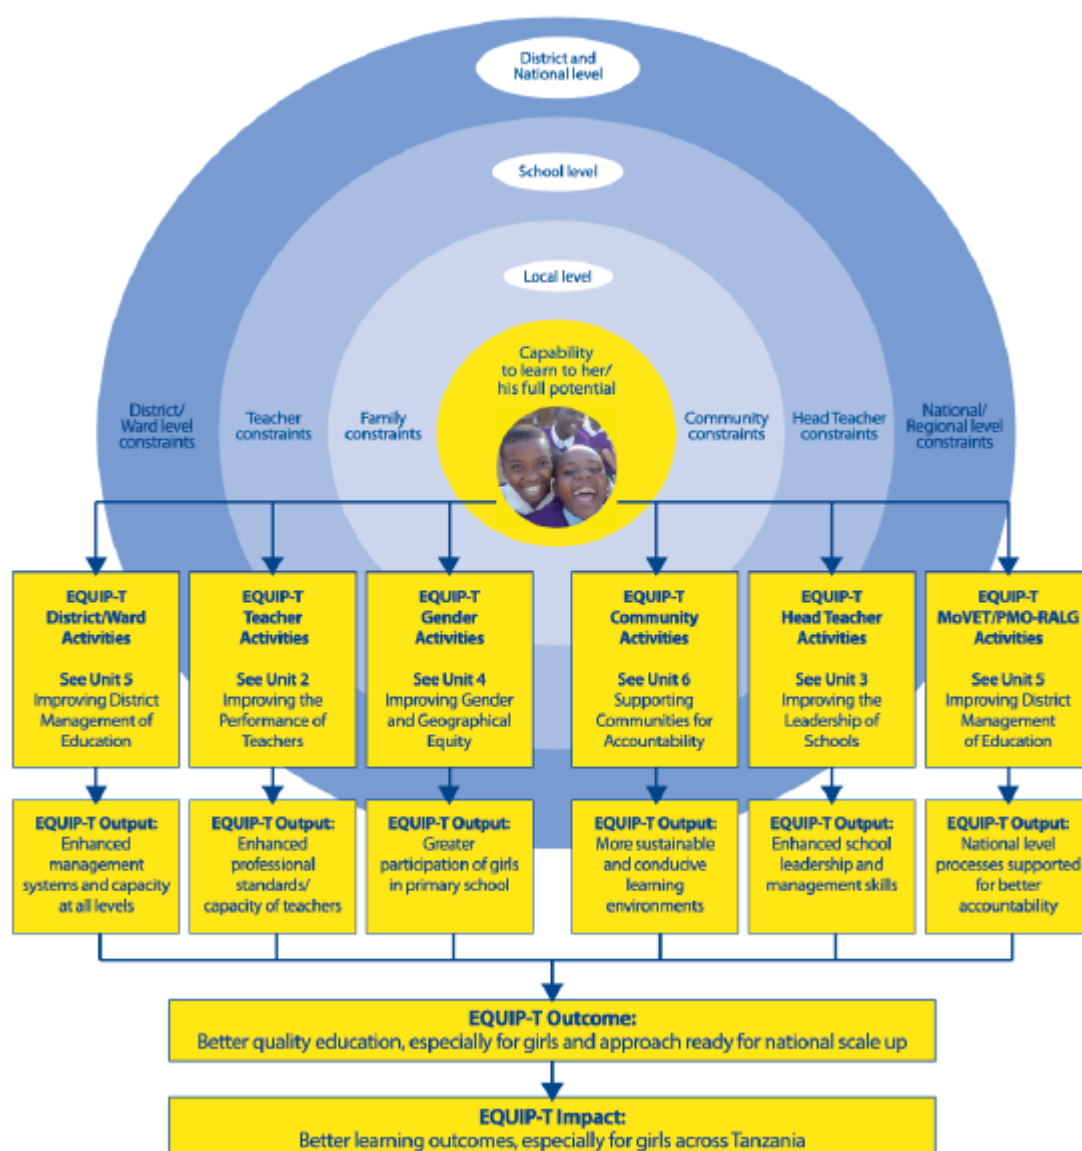 District and
National level
School level
Local level
Capability
to learn to her/
his full potential
District/
Ward level
constraints
Teacher
constraints
Family
constraints
Community
constraints
Head Teacher
constraints
National/
Regional level
constraints
EQUIP-T
District/Ward
Activities
See Unit 5
Improving District
Management of
Education
EQUIP-T
Teacher
Activities
See Unit 2
Improving the
Performance of
Teachers
EQUIP-T
Gender
Activities
See Unit 4
Improving Gender
and Geographical
Equity
EQUIP-T
Community
Activities
See Unit 6
Supporting
Communities for
Accountability
EQUIP-T
Head Teacher
Activities
See Unit 3
Improving the
Leadership of
Schools
EQUIP-T
MoVET/PMO-RALG
Activities
See Unit 5
Improving District
Management
of Education
EQUIP-T Output:
Enhanced
management
systems and capacity
at all levels
EQUIP-T Output:
Enhanced
professional
standards/
capacity of teachers
EQUIP-T Output:
Greater
participation of girls
in primary school
EQUIP-T Output:
More sustainable
and conducive
learning
environments
EQUIP-T Output:
Enhanced school
leadership and
management skills
EQUIP-T Output:
National level
processes supported
for better
accountability
EQUIP-T Outcome:
Better quality education, especially for girls and approach ready for national scale up
EQUIP-T Impact:
Better learning outcomes, especially for girls across Tanzania